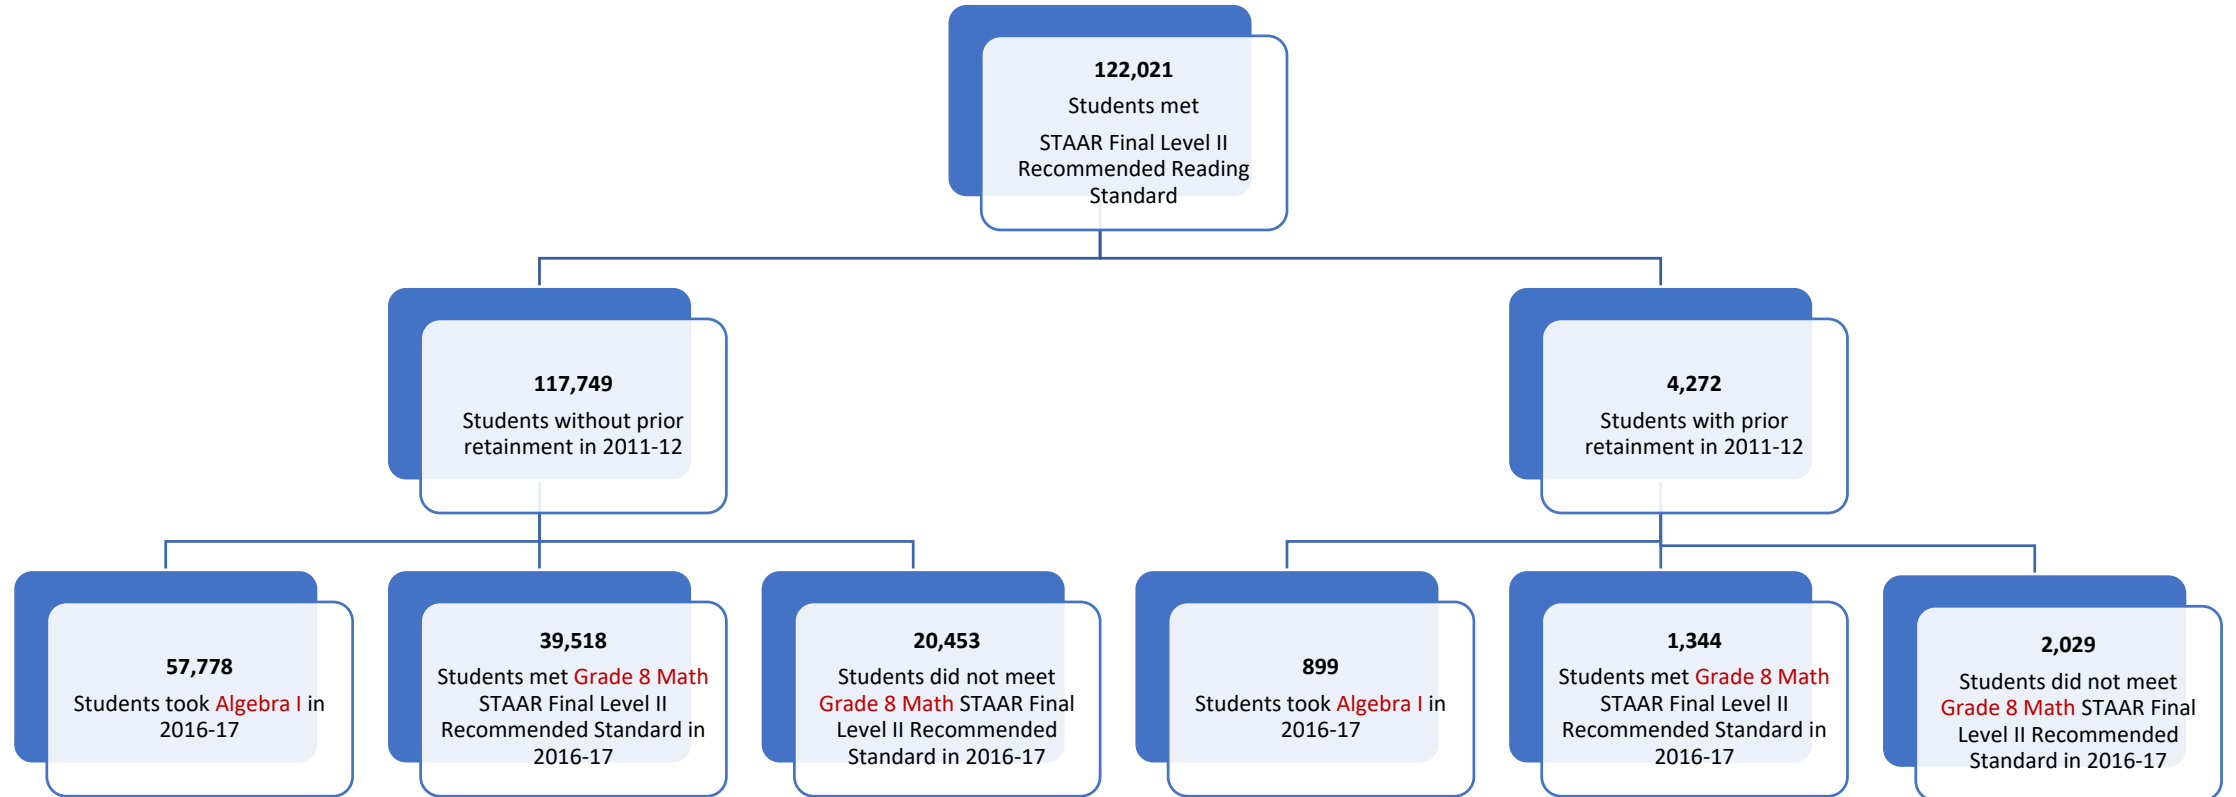 122,021
Students met
STAAR Final Level II
Recommended Reading
Standard
117,749
Students without prior
retainment in 2011-12
4,272
Students with prior
retainment in 2011-12
57,778
Students took Algebra I in
2016-17
39,518
Students met Grade 8 Math
STAAR Final Level II
Recommended Standard in
2016-17
20,453
Students did not meet
Grade 8 Math STAAR Final
Level II Recommended
Standard in 2016-17
899
Students took Algebra I in
2016-17
1,344
Students met Grade 8 Math
STAAR Final Level II
Recommended Standard in
2016-17
2,029
Students did not meet
Grade 8 Math STAAR Final
Level II Recommended
Standard in 2016-17